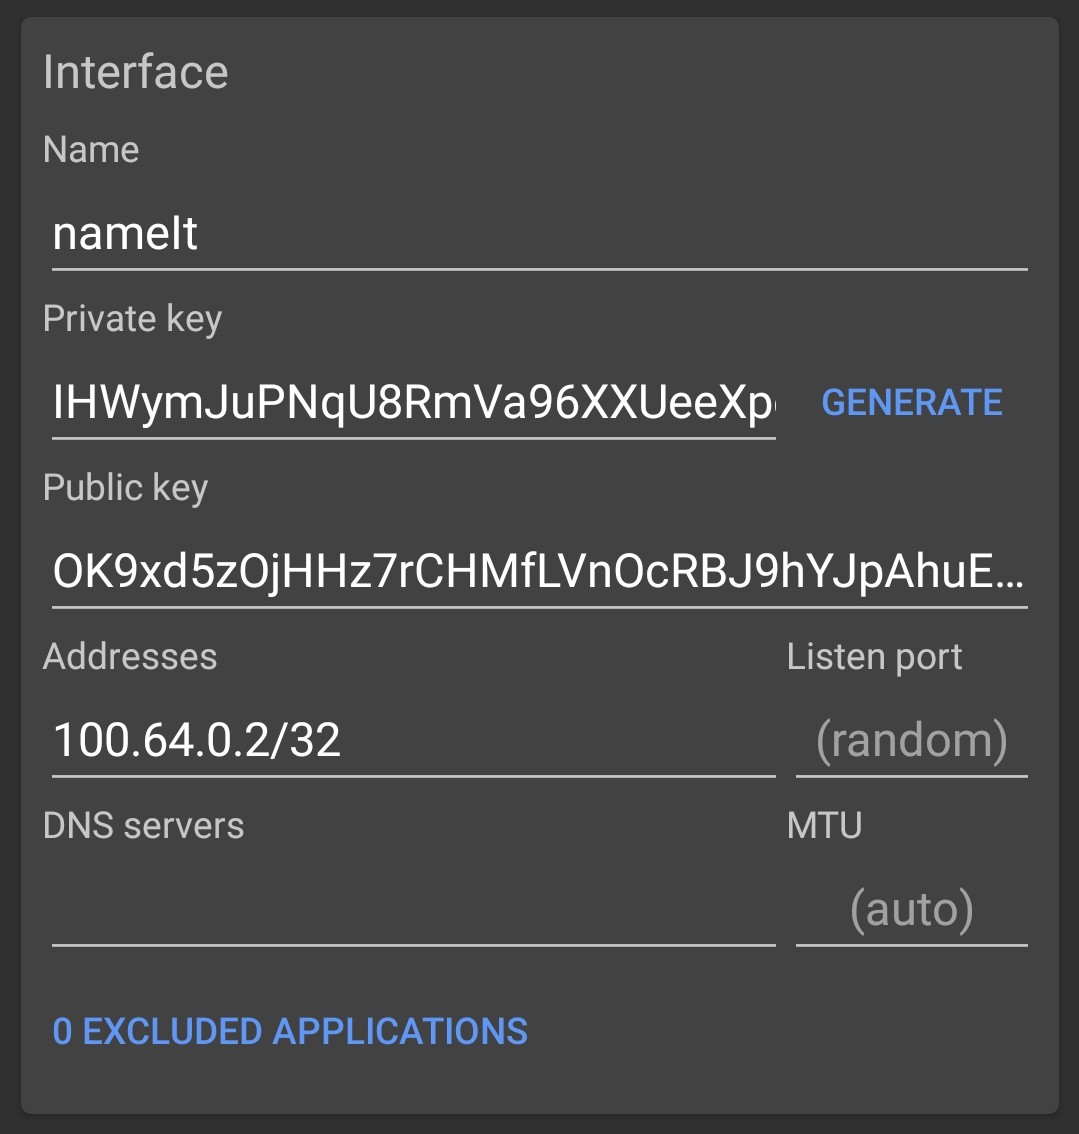 Interface
Name
nameIt
Private key
IHWymJuPNqU8RmVa96XXUeeXp
GENERATE
Public key
OK9xd5zOjHHz7rCHMfLVnOcRBJ9hYJpAhuE...
Addresses
Listen port
100.64.0.2/32
(random)
DNS servers
MTU
(auto)
0 EXCLUDED APPLICATIONS